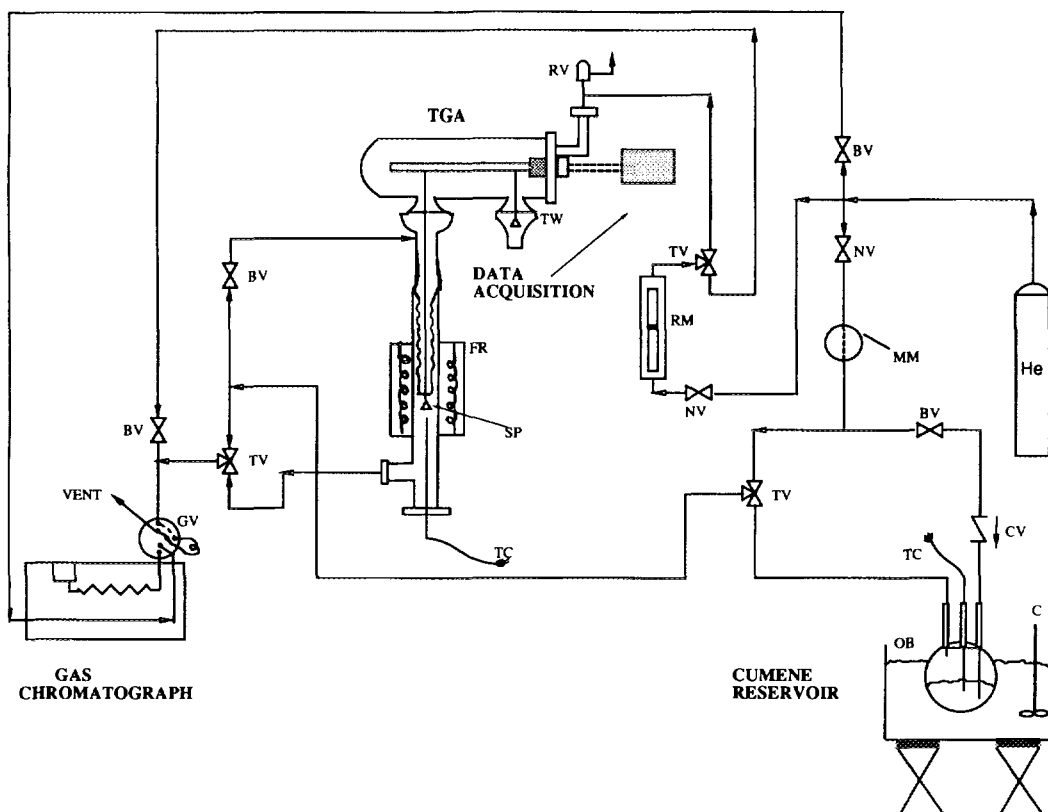 RV
TGA
BV
TW
BV
DATA
ACQUISITION
TV
NV
RM
MM
He
FR
NV
SP
BV
BV
TV
VENT
GV
TV
TC
CV
TC
C
OB
GAS
CHROMATOGRAPH
CUMENE
RESERVOIR